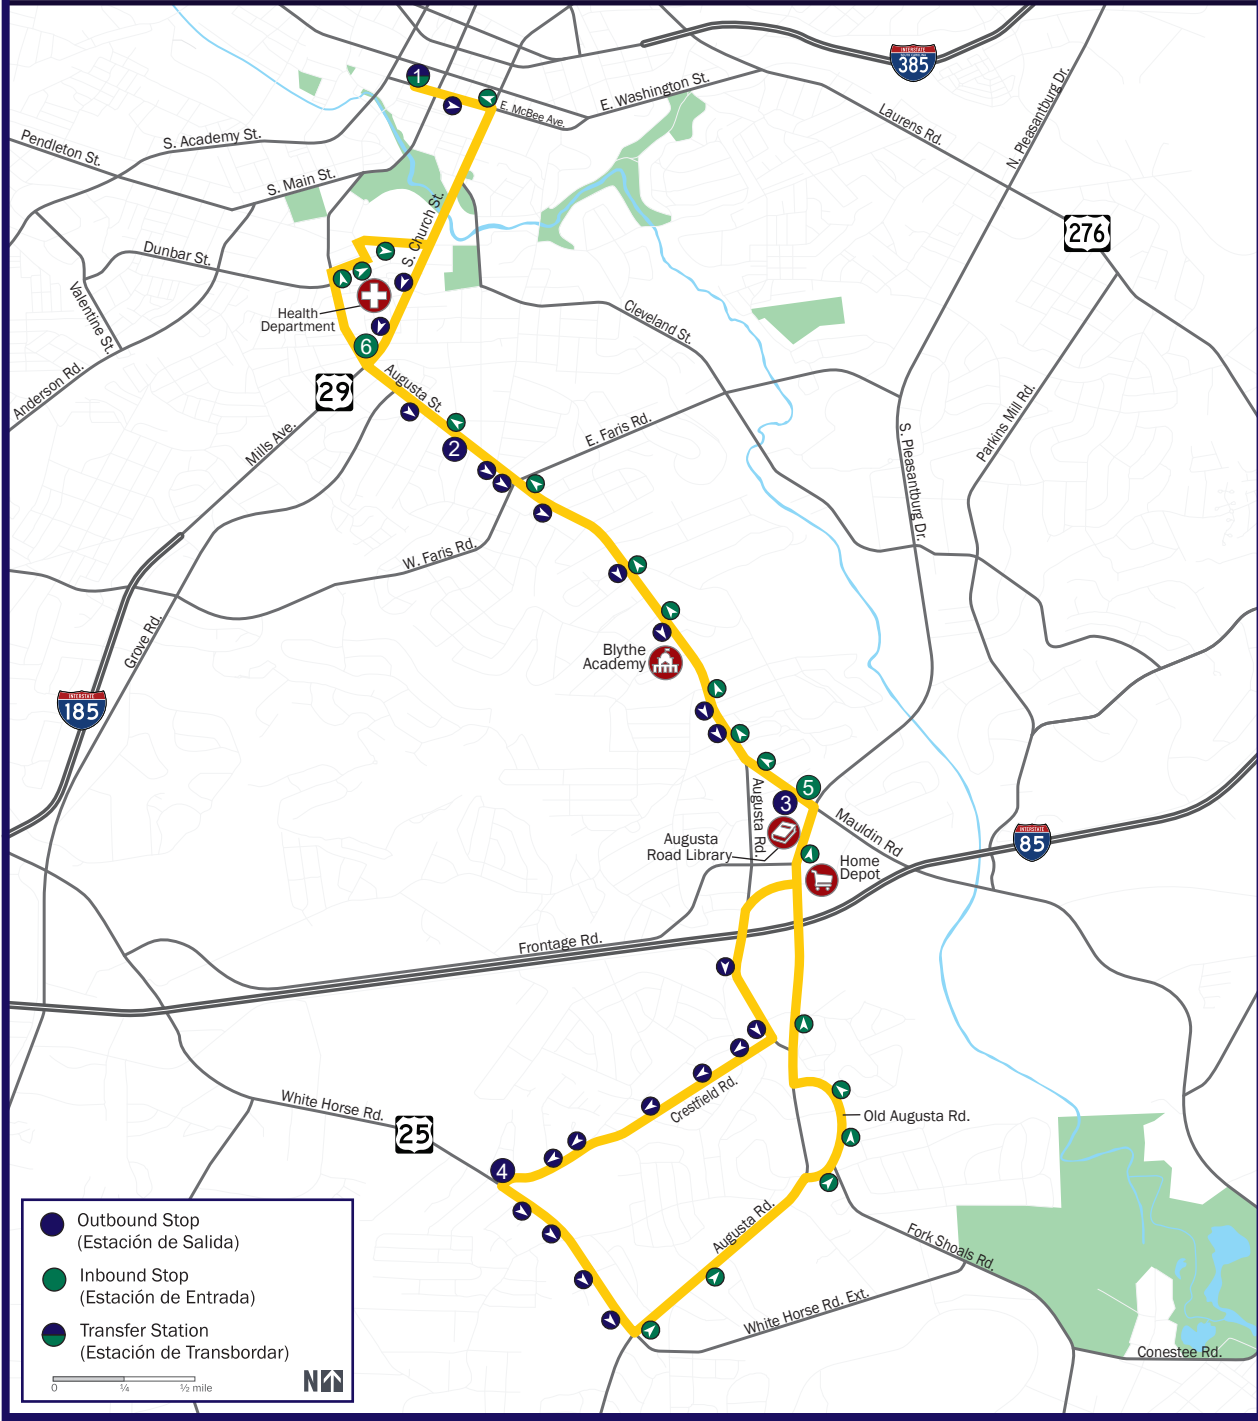 INTERSTATE
385
1
E. Washington St.
E. McBee Ave.
Laurens Rd.
N. Pleasantburg Dr.
S. Academy St.
Pendleton St.
S. Main St.
276
S. Church St.
Dunbar St.
Valentine St.
Health
Department
Cleveland St.
6
Anderson Rd.
29
Augusta St.
Mills Ave.
2
E. Faris Rd.
S. Pleasantburg Dr.
Parkins Mill Rd.
W. Faris Rd.
Grove Rd.
Blythe
Academy
INTERSTATE
185
5
3
Augusta Rd.
Mauldin Rd
Augusta
Road Library
Home
Depot
INTERSTATE
85
Frontage Rd.
Crestfield Rd.
White Horse Rd.
25
Old Augusta Rd.
4
Augusta Rd.
Fork Shoals Rd.
White Horse Rd. Ext.
Conestee Rd.
Outbound Stop
(Estación de Salida)
Inbound Stop
(Estación de Entrada)
Transfer Station
(Estación de Transbordar)
0 ¼ ½ mile
N